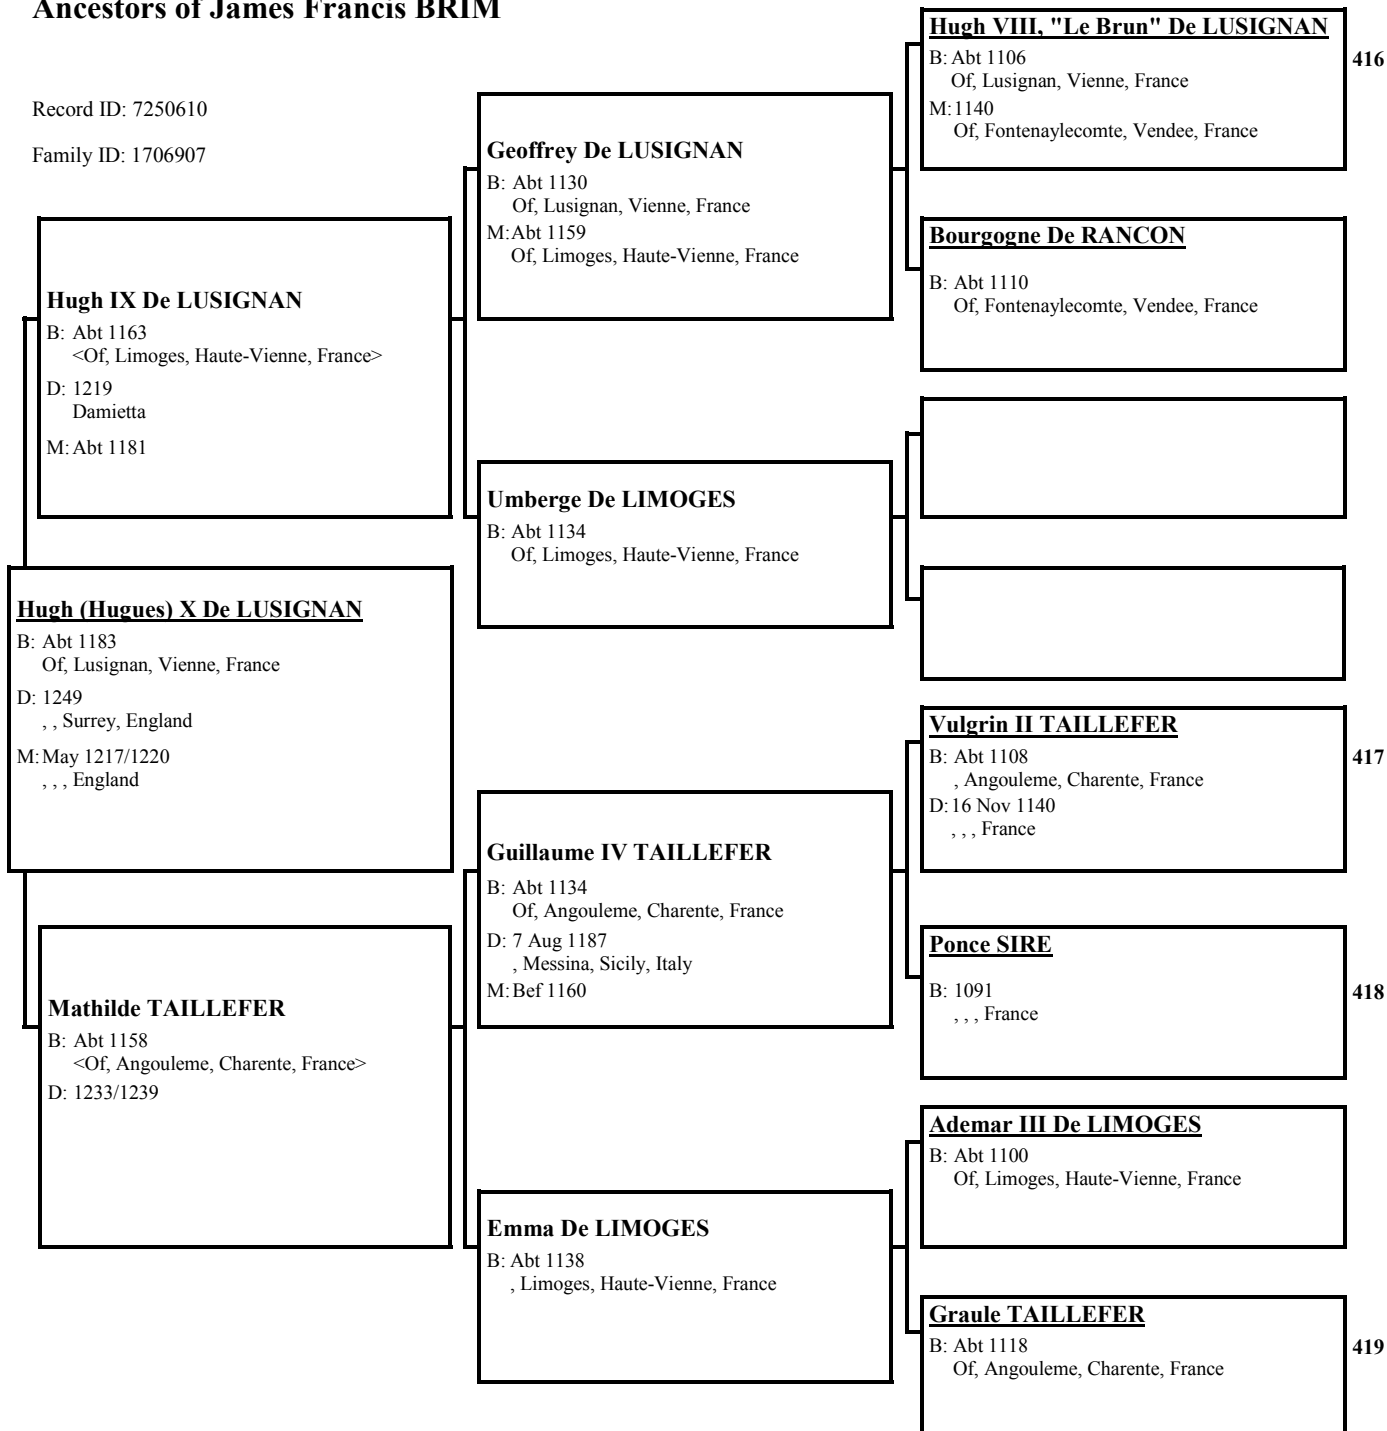 Ancestors of James Francis BRIM
Record ID: 7250610
Family ID: 1706907
Hugh IX De LUSIGNAN
B: Abt 1163
<Of, Limoges, Haute-Vienne, France>
D: 1219
Damietta
M: Abt 1181
Hugh (Hugues) X De LUSIGNAN
B: Abt 1183
Of, Lusignan, Vienne, France
D: 1249
, , Surrey, England
M: May 1217/1220
, , , England
Mathilde TAILLEFER
B: Abt 1158
<Of, Angouleme, Charente, France>
D: 1233/1239
Geoffrey De LUSIGNAN
B: Abt 1130
Of, Lusignan, Vienne, France
M: Abt 1159
Of, Limoges, Haute-Vienne, France
Umberge De LIMOGES
B: Abt 1134
Of, Limoges, Haute-Vienne, France
Guillaume IV TAILLEFER
B: Abt 1134
Of, Angouleme, Charente, France
D: 7 Aug 1187
, Messina, Sicily, Italy
M: Bef 1160
Emma De LIMOGES
B: Abt 1138
, Limoges, Haute-Vienne, France
Hugh VIII, "Le Brun" De LUSIGNAN
B: Abt 1106
416
Of, Lusignan, Vienne, France
M: 1140
Of, Fontenaylecomte, Vendee, France
Bourgogne De RANCON
B: Abt 1110
Of, Fontenaylecomte, Vendee, France
Vulgrin II TAILLEFER
B: Abt 1108
417
, Angouleme, Charente, France
D: 16 Nov 1140
, , , France
Ponce SIRE
B: 1091
418
, , , France
Ademar III De LIMOGES
B: Abt 1100
Of, Limoges, Haute-Vienne, France
Graule TAILLEFER
B: Abt 1118
419
Of, Angouleme, Charente, France